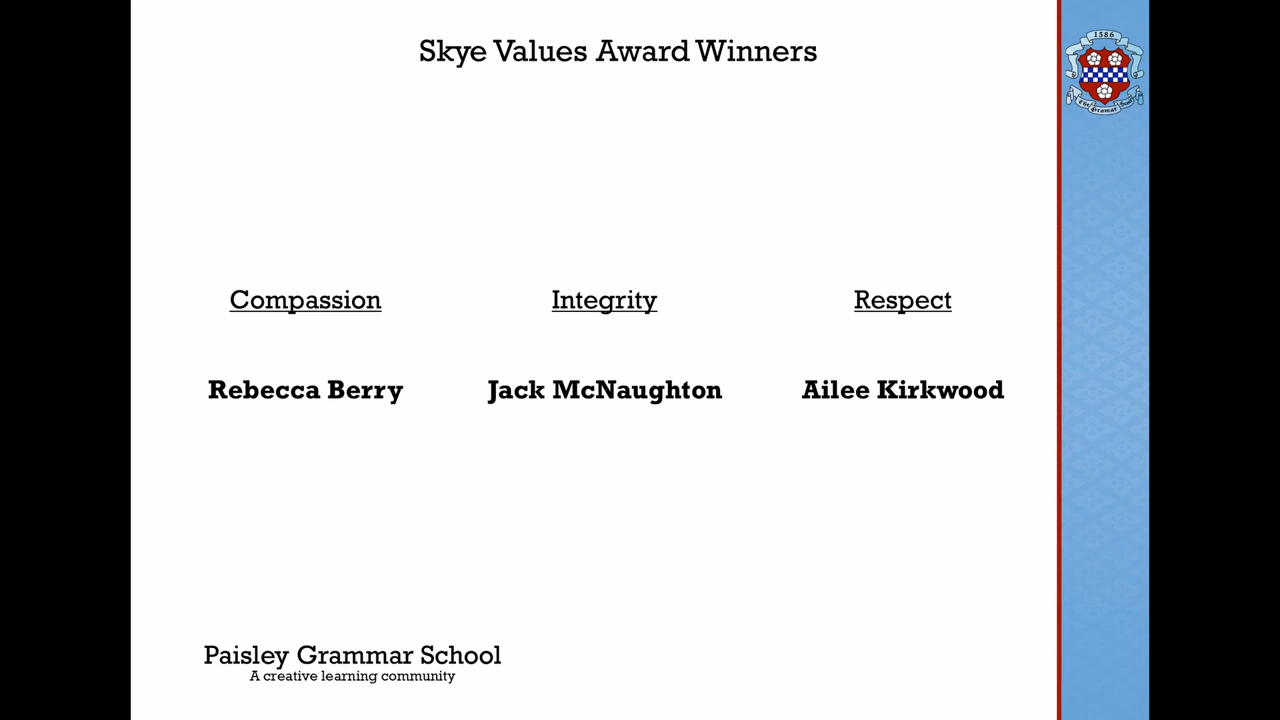 Skye Values Award Winners
1586
Compassion Integrity Respect
Rebecca Berry Jack McNaughton Ailee Kirkwood
Paisley Grammar School
A creative learning community